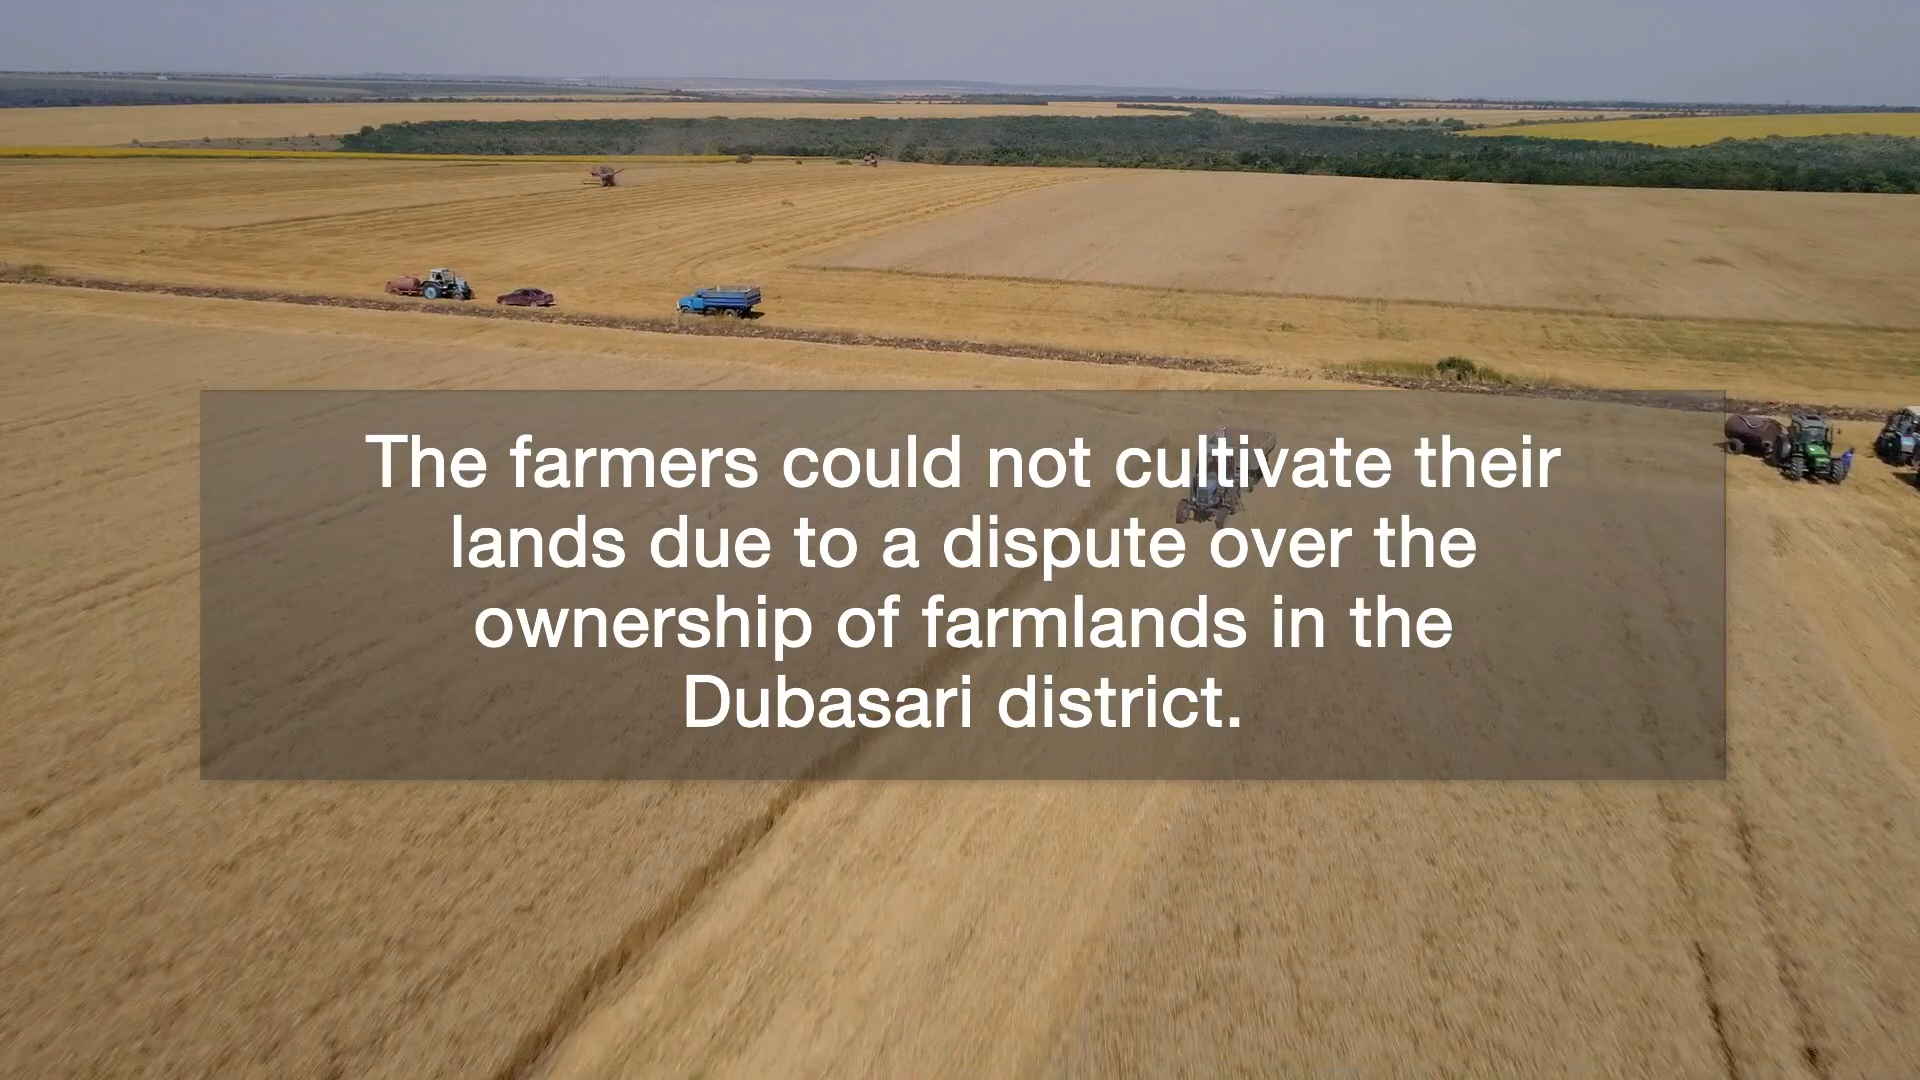 The farmers could not cultivate their
lands due to a dispute over the
ownership of farmlands in the
Dubasari district.